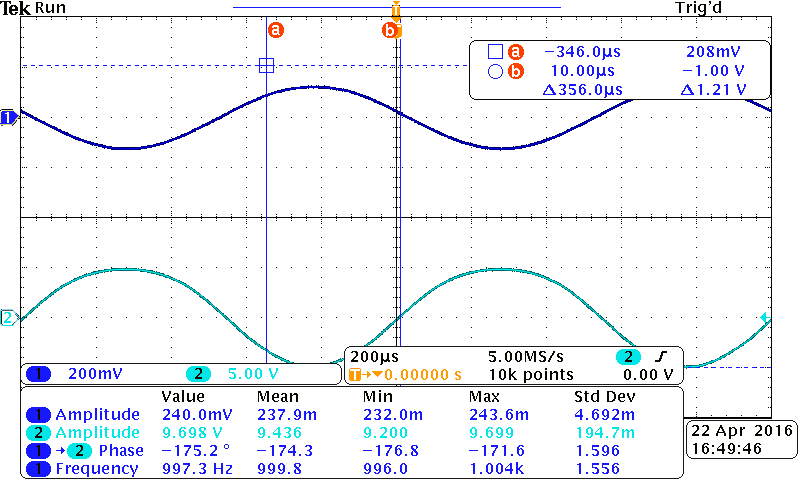 Tek Run Trig'd
T
a b
a −346.0µs 208mV
b 10.00µs −1.00 V
Δ356.0µs Δ1.21 V
1
2
1 200mV 2 5.00 V
200µs 5.00MS/s 2
T→▼0.00000 s 10k points 0.00 V
Value Mean Min Max Std Dev
1 Amplitude 240.0mV 237.9m 232.0m 243.6m 4.692m
2 Amplitude 9.698 V 9.436 9.200 9.699 194.7m
1 → 2 Phase −175.2 ° −174.3 −176.8 −171.6 1.596
1 Frequency 997.3 Hz 999.8 996.0 1.004k 1.556
22 Apr 2016
16:49:46